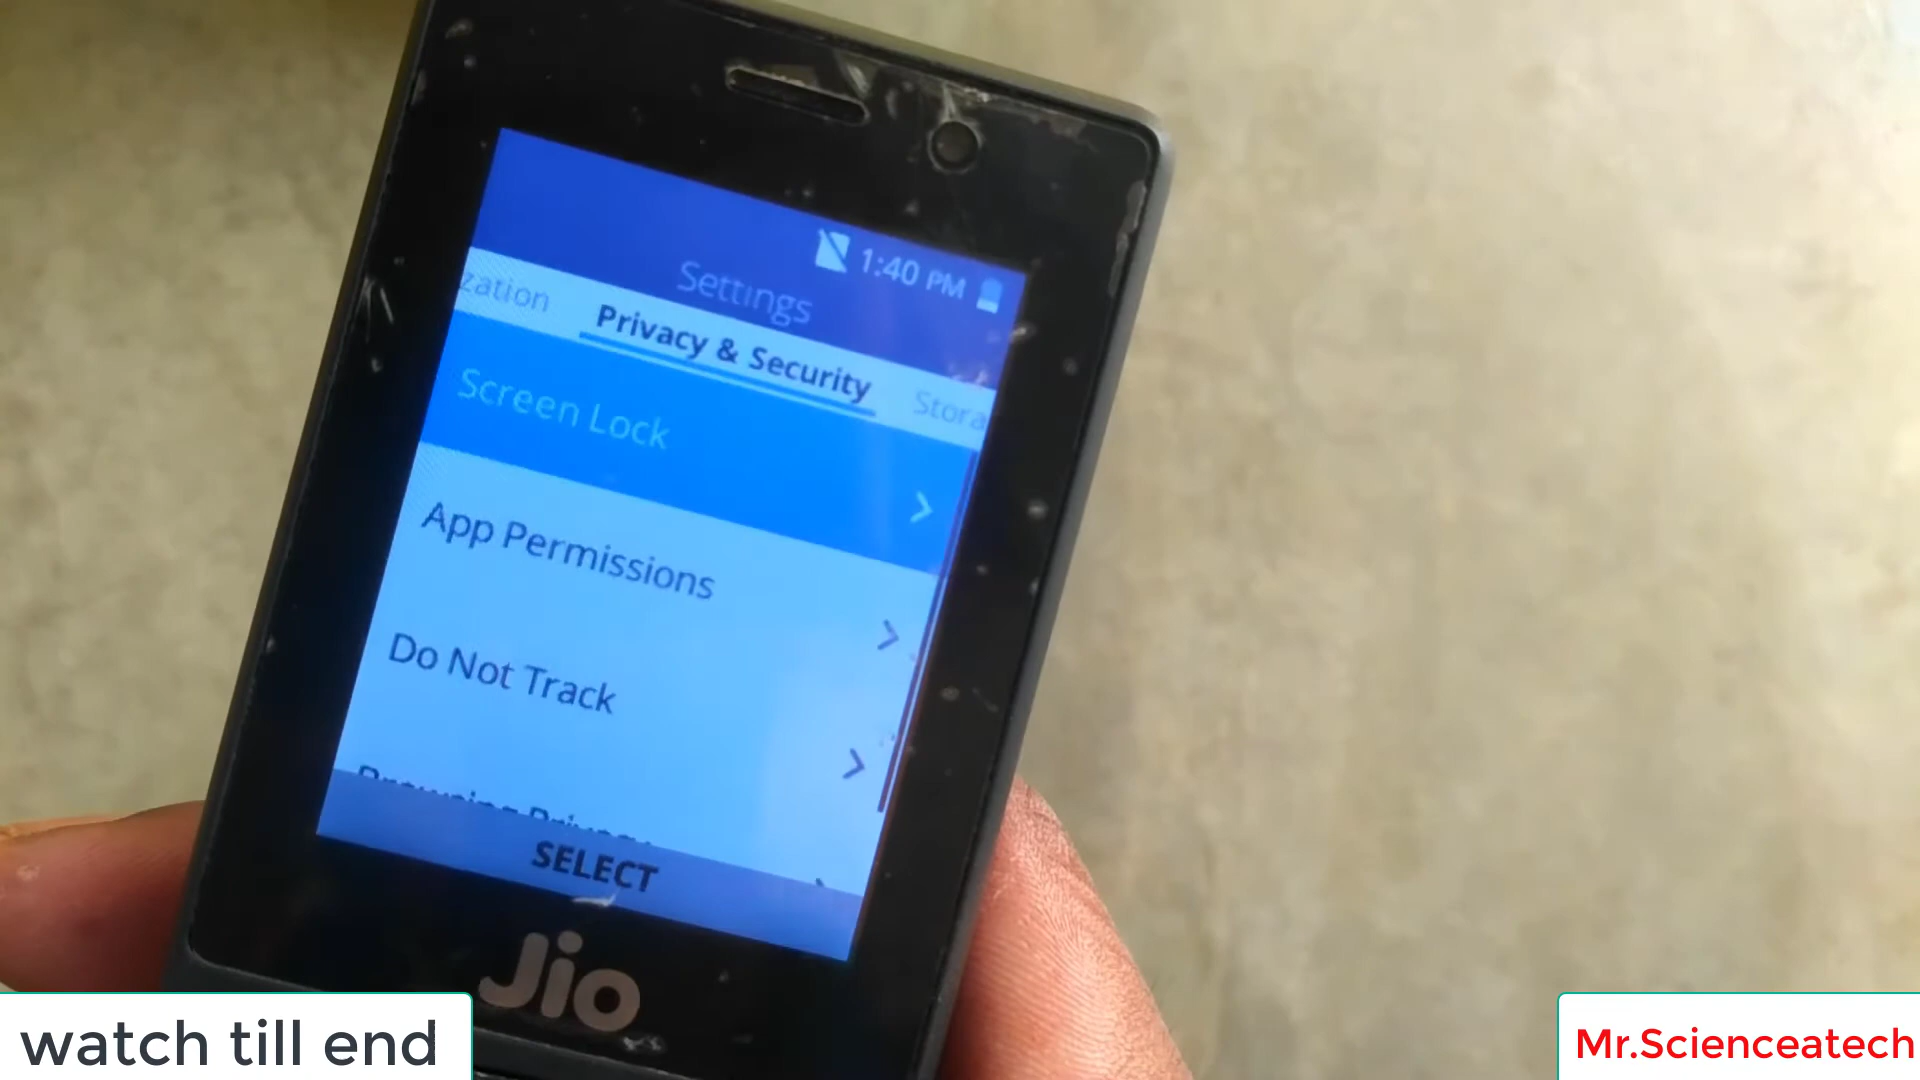 1:40 PM
Settings
zation Privacy & Security Stora
Screen Lock
App Permissions
Do Not Track
SELECT
Jio
watch till end
Mr.Scienceatech